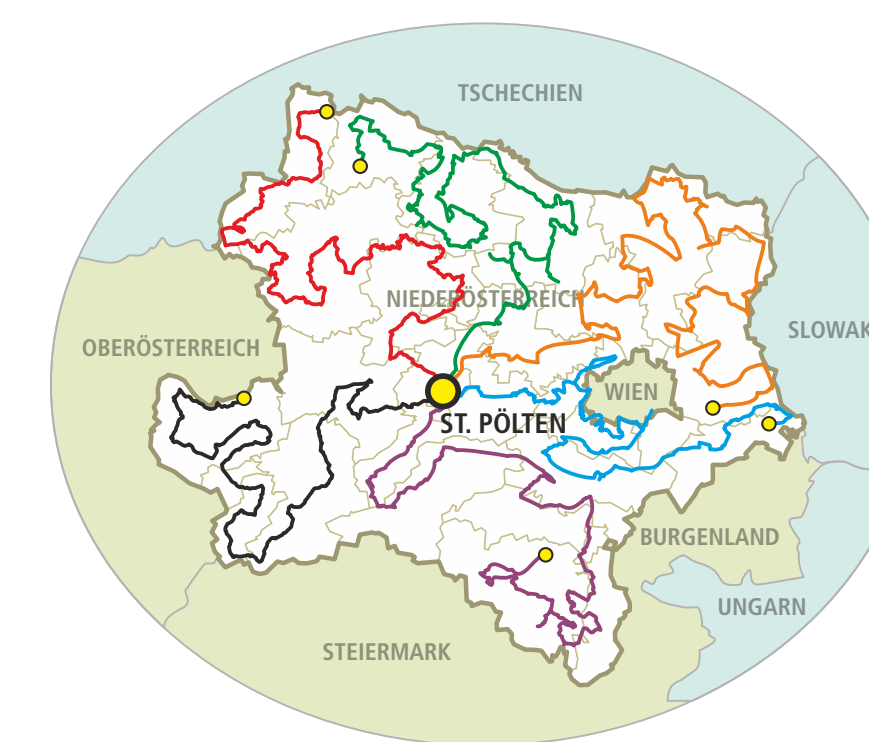 TSCHECHIEN
NIEDERÖSTERREICH
SLOWAK
OBERÖSTERREICH
WIEN
ST. PÖLTEN
BURGENLAND
UNGARN
STEIERMARK